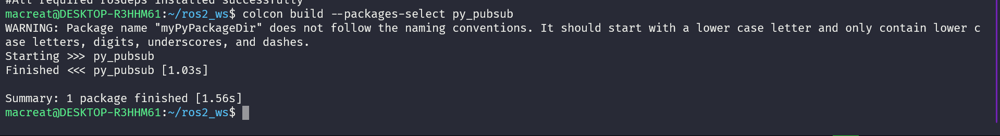 #All required rosdeps installed successfully
macreat@DESKTOP-R3HHM61:~/ros2_ws$ colcon build --packages-select py_pubsub
WARNING: Package name "myPyPackageDir" does not follow the naming conventions. It should start with a lower case letter and only contain lower c
ase letters, digits, underscores, and dashes.
Starting >>> py_pubsub
Finished <<< py_pubsub [1.03s]
Summary: 1 package finished [1.56s]
macreat@DESKTOP-R3HHM61:~/ros2_ws$